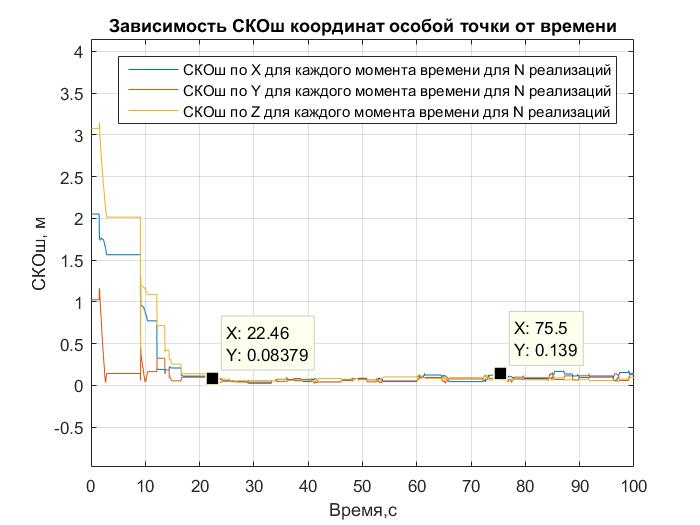 Зависимость СКОш координат особой точки от времени
СКОш по X для каждого момента времени для N реализаций
СКОш по Y для каждого момента времени для N реализаций
СКОш по Z для каждого момента времени для N реализаций
4
3.5
3
2.5
2
1.5
1
0.5
0
-0.5
СКОш, м
X: 22.46
Y: 0.08379
X: 75.5
Y: 0.139
0 10 20 30 40 50 60 70 80 90 100
Время,с